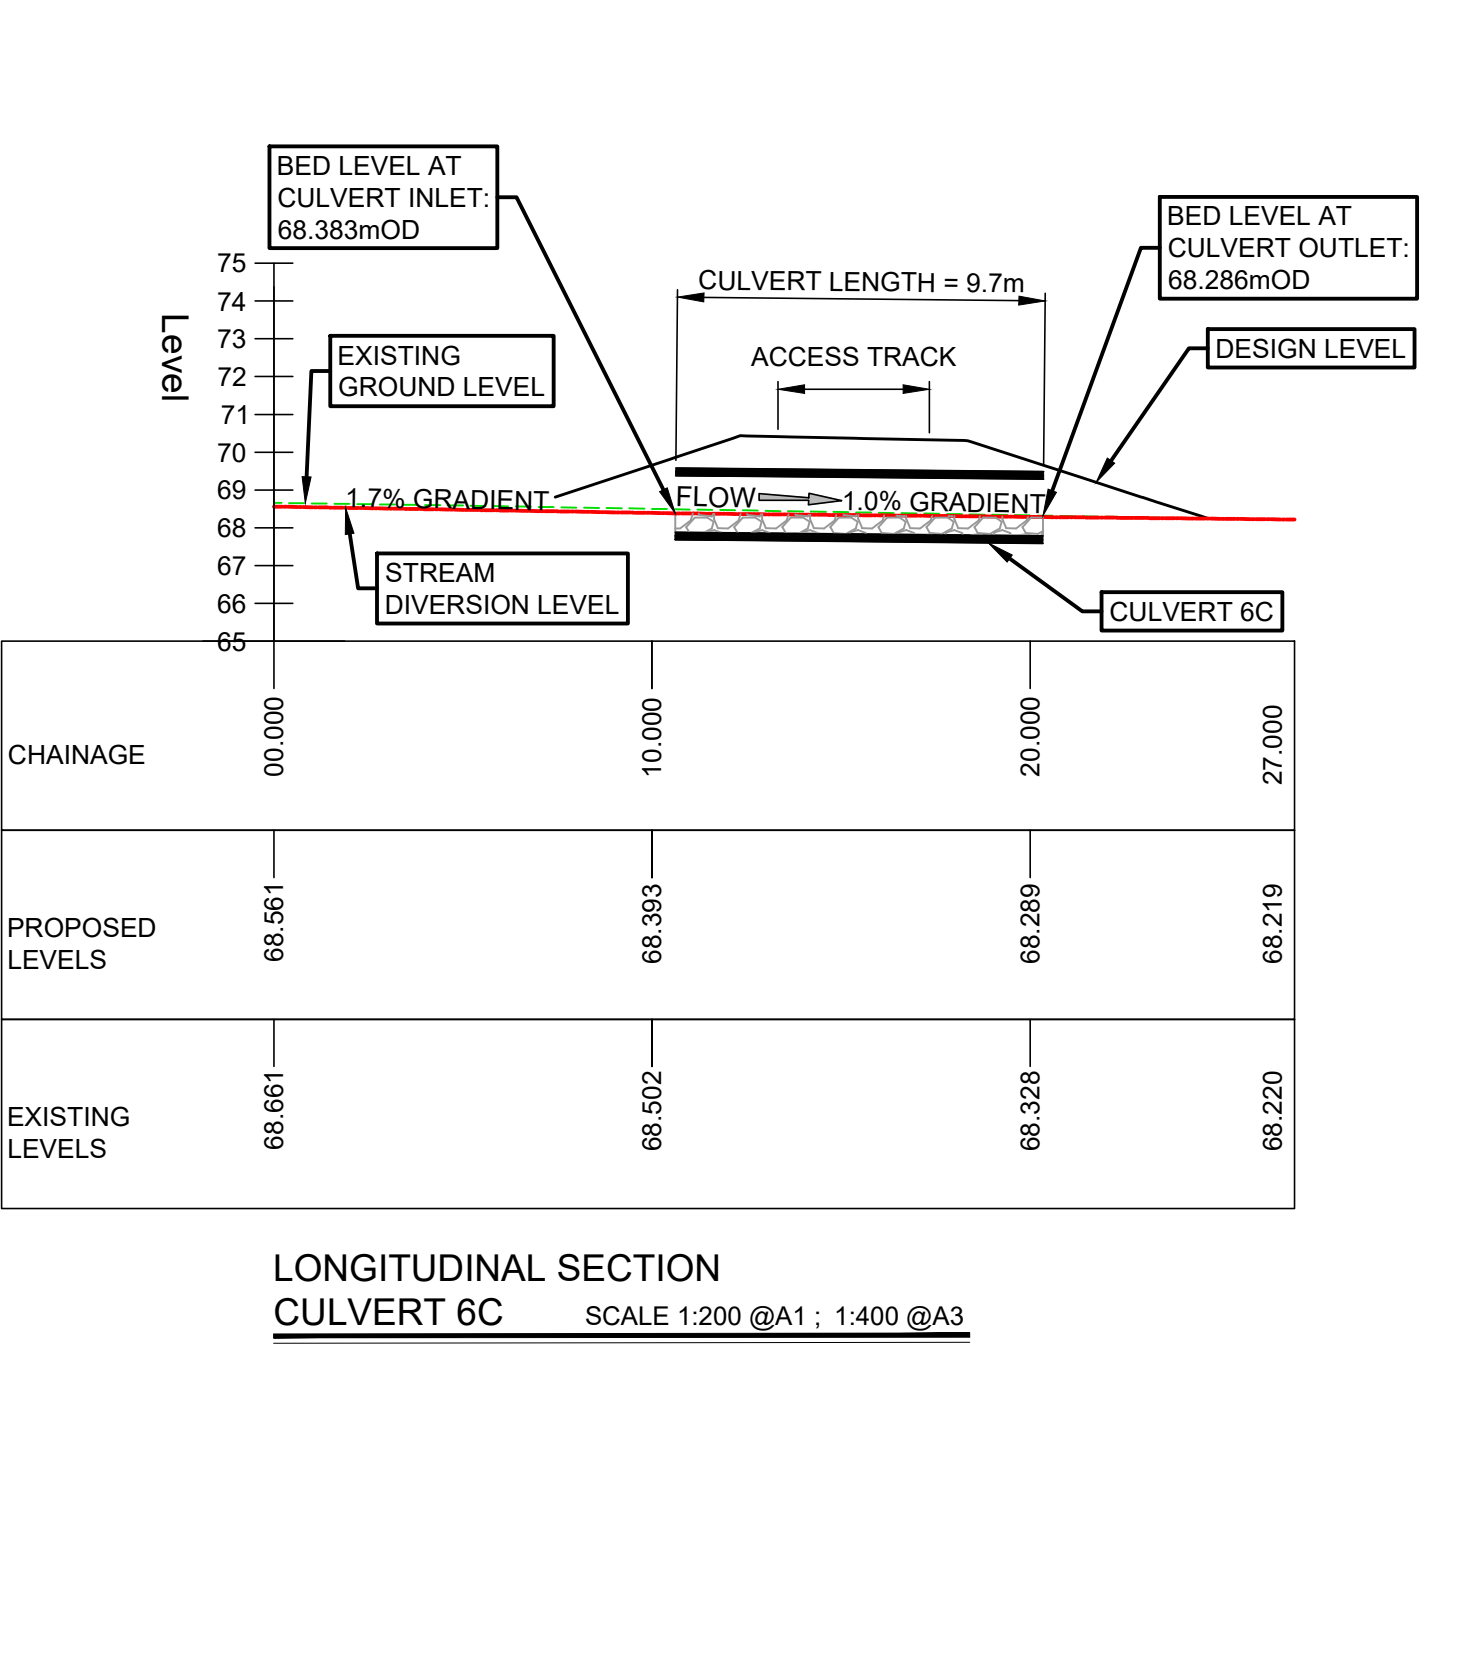 BED LEVEL AT
CULVERT INLET:
68.383mOD
BED LEVEL AT
CULVERT OUTLET:
68.286mOD
CULVERT LENGTH = 9.7m
ACCESS TRACK
DESIGN LEVEL
EXISTING
GROUND LEVEL
Level
75
74
73
72
71
70
69
68
67
66
65
1.7% GRADIENT
FLOW
1.0% GRADIENT
STREAM
DIVERSION LEVEL
CULVERT 6C
CHAINAGE
00.000
10.000
20.000
27.000
PROPOSED
LEVELS
68.561
68.393
68.289
68.219
EXISTING
LEVELS
68.661
68.502
68.328
68.220
LONGITUDINAL SECTION
CULVERT 6C SCALE 1:200 @A1 ; 1:400 @A3